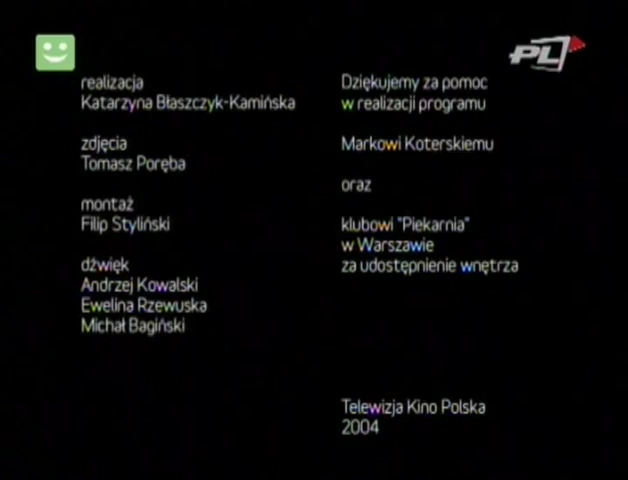 PL
realizacja
Katarzyna Błaszczyk-Kamińska
zdjęcia
Tomasz Poręba
montaż
Filip Styliński
dźwięk
Andrzej Kowalski
Ewelina Rzewuska
Michał Bagiński
Dziękujemy za pomoc
w realizacji programu
Markowi Koterskiemu
oraz
klubowi "Piekarnia"
w Warszawie
za udostępnienie wnętrza
Telewizja Kino Polska
2004